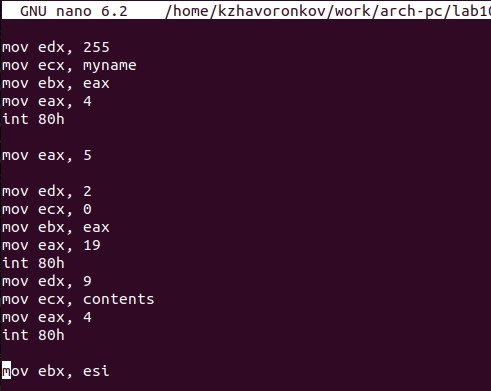 GNU nano 6.2 /home/kzhavoronkov/work/arch-pc/lab10
mov edx, 255
mov ecx, myname
mov ebx, eax
mov eax, 4
int 80h
mov eax, 5
mov edx, 2
mov ecx, 0
mov ebx, eax
mov eax, 19
int 80h
mov edx, 9
mov ecx, contents
mov eax, 4
int 80h
mov ebx, esi